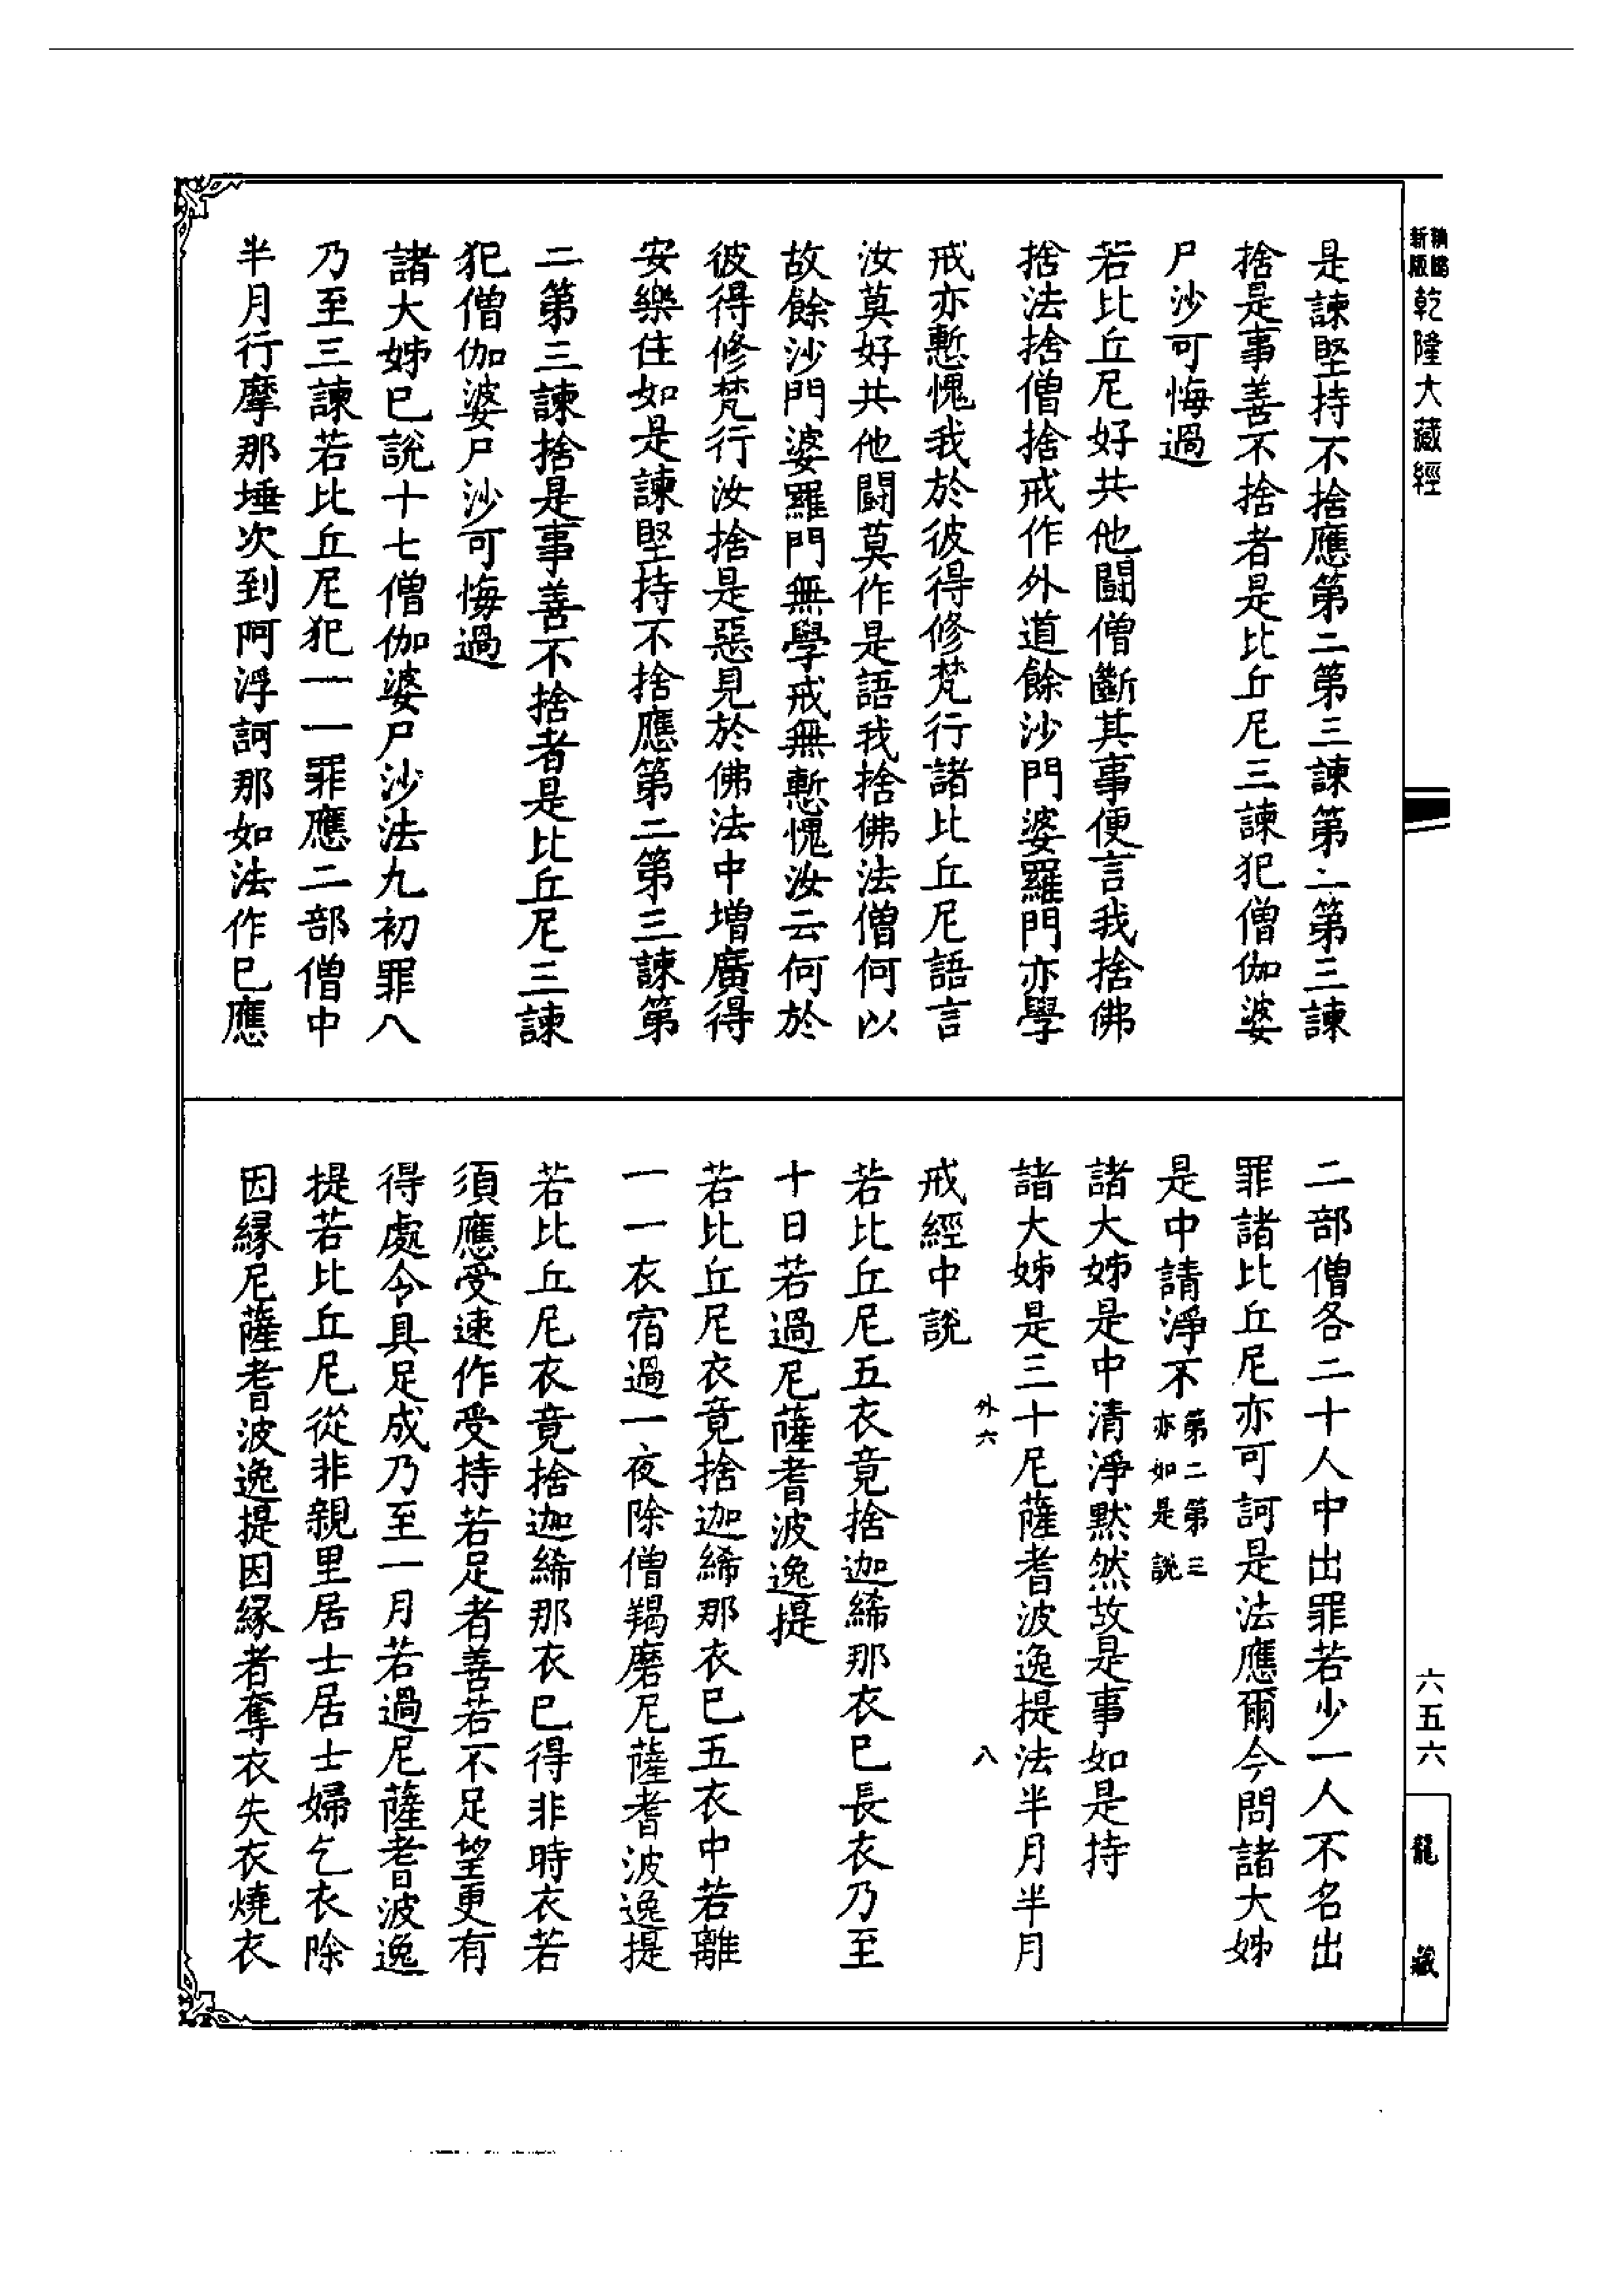 新版
乾隆大藏經
是諫堅持不捨應第二第三諫第二第三諫
捨是事善不捨者是比丘尼三諫犯僧伽婆
尸沙可悔過
若比丘尼好共他闘僧斷其事便言我捨佛
捨法捨僧捨戒作外道餘沙門婆羅門亦學
戒亦慙愧我於彼得修梵行諸比丘尼語言
汝莫好共他闘莫作是語我捨佛法僧何以
故餘沙門婆羅門無學戒無慙愧汝云何於
彼得修梵行汝捨是惡見於佛法中增廣得
安樂住如是諫堅持不捨應第二第三諫第
二第三諫捨是事善不捨者是比丘尼三諫
犯僧伽婆尸沙可悔過
諸大姊已說十七僧伽婆尸沙法九初罪八
乃至三諫若比丘尼犯一一罪應二部僧中
半月行摩那埵次到阿浮訶那如法作已應
二部僧各二十人中出罪若少一人不名出
罪諸比丘尼亦可訶是法應爾今問諸大姊
是中請淨不第二第三亦如是說
諸大姊是中清淨默然故是事如是持
諸大姊是三十尼薩耆波逸提法半月半月
外六
八
戒經中說
若比丘尼五衣竟捨迦絺那衣已長衣乃至
十日若過尼薩耆波逸提
若比丘尼衣竟捨迦絺那衣已五衣中若離
一一衣宿過一夜除僧羯磨尼薩耆波逸提
若比丘尼衣竟捨迦絺那衣已得非時衣若
須應受速作受持若足者善若不足望更有
得處令具足成乃至一月若過尼薩耆波逸
提若比丘尼從非親里居士居士婦乞衣除
因緣尼薩耆波逸提因緣者奪衣失衣燒衣
六五六
龍藏